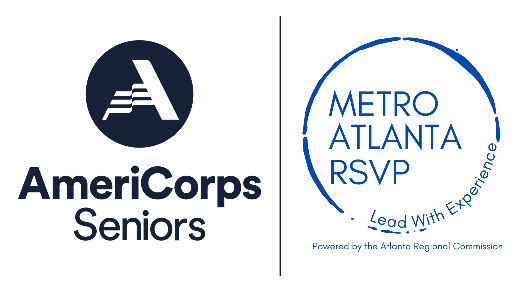 AmeriCorps
Seniors
METRO
ATLANTA
RSVP
Lead With Experience
Powered by the Atlanta Regional Commission